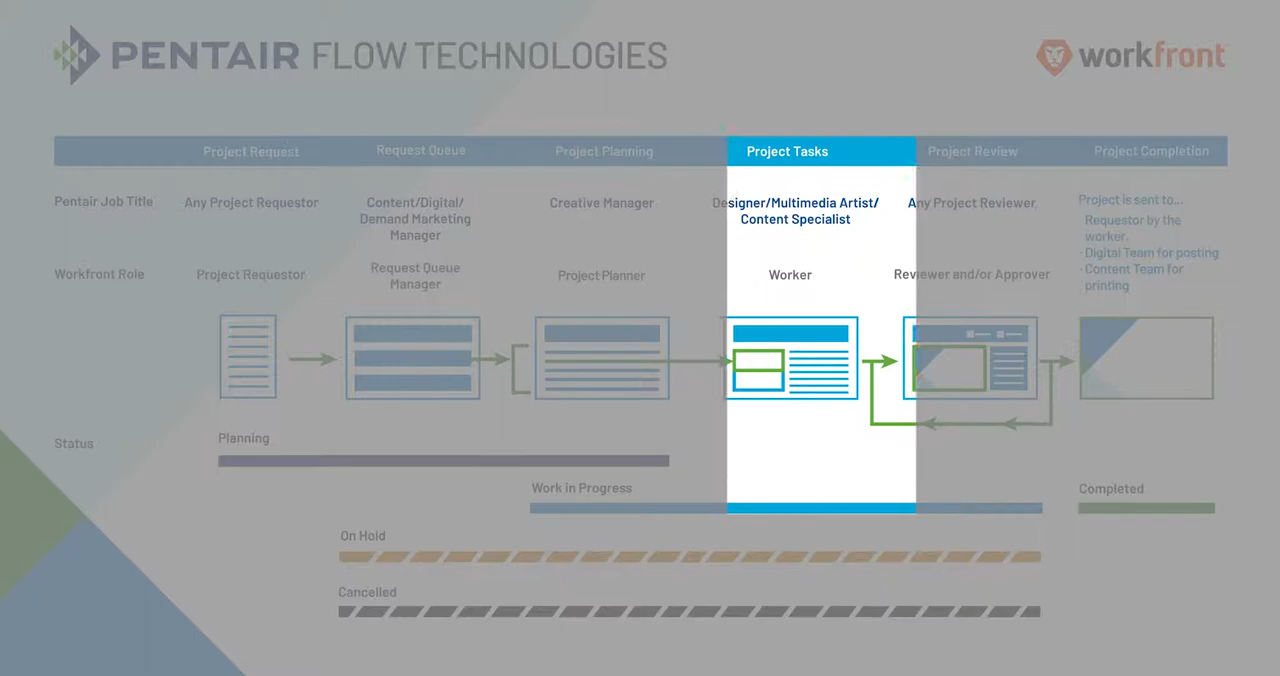 PENTAIR FLOW TECHNOLOGIES
workfront
Project Request
Request Queue
Project Planning
Project Tasks
Project Review
Project Completion
Pentair Job Title
Any Project Requestor
Content/Digital/
Demand Marketing
Manager
Creative Manager
Designer/Multimedia Artist/
Content Specialist
Any Project Reviewer
Project is sent to...
Requestor by the
worker.
· Digital Team for posting
· Content Team for
printing
Workfront Role
Project Requestor
Request Queue
Manager
Project Planner
Worker
Reviewer and/or Approver
Status
Planning
Work in Progress
Completed
On Hold
Cancelled